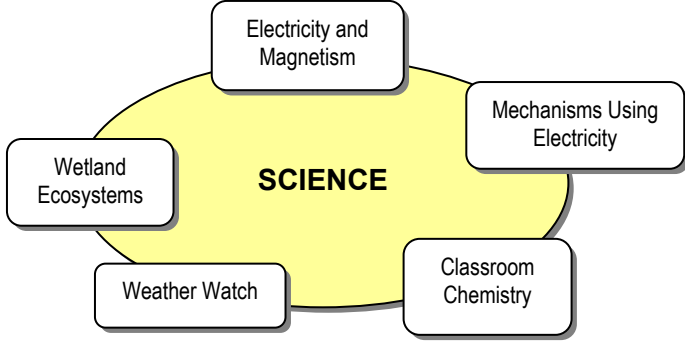 Electricity and
Magnetism
Mechanisms Using
Electricity
Wetland
Ecosystems
SCIENCE
Classroom
Chemistry
Weather Watch